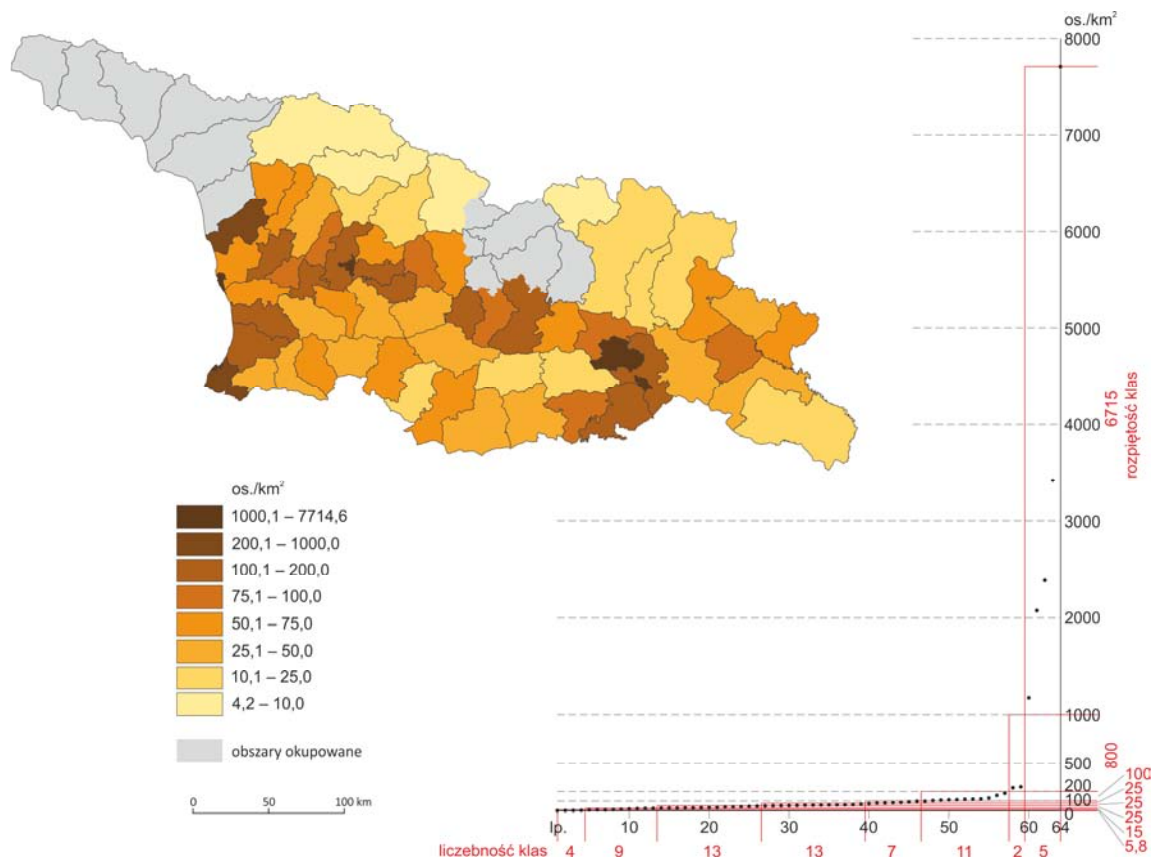 os./km²
8000
7000
6000
5000
4000
3000
2000
1000
500
200
100
0
6715
rozpiętość klas
800
100
25
25
25
15
5,8
os./km²
1000,1 – 7714,6
200,1 – 1000,0
100,1 – 200,0
75,1 – 100,0
50,1 – 75,0
25,1 – 50,0
10,1 – 25,0
4,2 – 10,0
obszary okupowane
0 50 100 km
lp. 10 20 30 40 50 60 64
liczebność klas 4 9 13 13 7 11 2 5